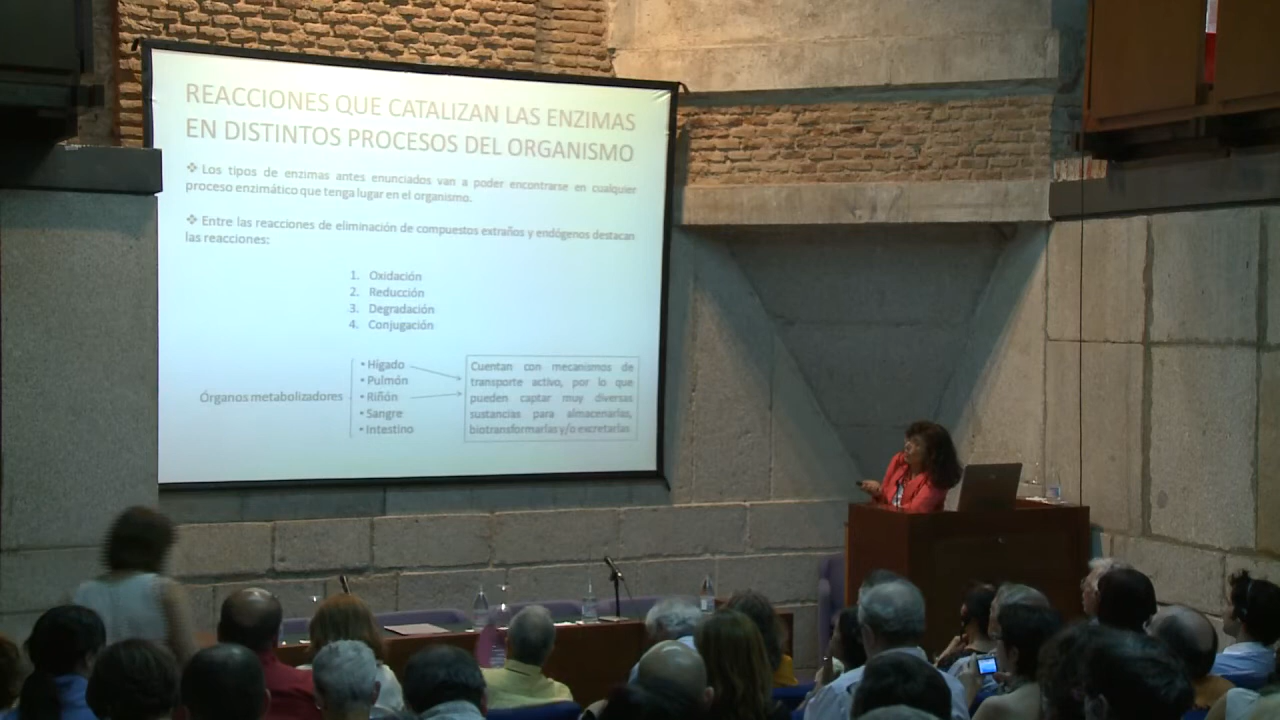 REACCIONES QUE CATALIZAN LAS ENZIMAS
EN DISTINTOS PROCESOS DEL ORGANISMO
❖ Los tipos de enzimas antes enunciados van a poder encontrarse en cualquier
proceso enzimático que tenga lugar en el organismo.
❖ Entre las reacciones de eliminación de compuestos extraños y endógenos destacan
las reacciones:
1. Oxidación
2. Reducción
3. Degradación
4. Conjugación
Órganos metabolizadores
• Hígado
• Pulmón
• Riñón
• Sangre
• Intestino
Cuentan con mecanismos de
transporte activo, por lo que
pueden captar muy diversas
sustancias para almacenarlas,
biotransformarlas y/o excretarlas